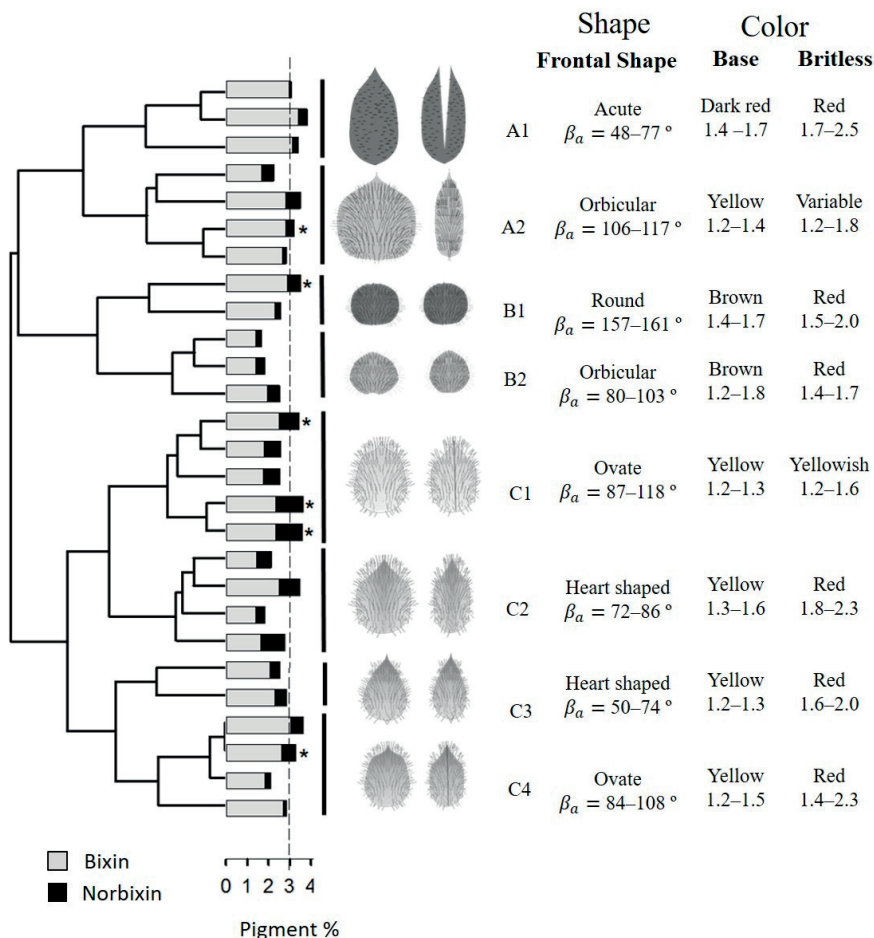 Shape Color
Frontal Shape Base Britless
A1 Acute Dark red Red
βₐ = 48–77 º 1.4 –1.7 1.7–2.5
A2 Orbicular Yellow Variable
βₐ = 106–117 º 1.2–1.4 1.2–1.8
*
*
B1 Round Brown Red
βₐ = 157–161 º 1.4–1.7 1.5–2.0
B2 Orbicular Brown Red
βₐ = 80–103 º 1.2–1.8 1.4–1.7
*
C1 Ovate Yellow Yellowish
βₐ = 87–118 º 1.2–1.3 1.2–1.6
*
*
C2 Heart shaped Yellow Red
βₐ = 72–86 º 1.3–1.6 1.8–2.3
C3 Heart shaped Yellow Red
βₐ = 50–74 º 1.2–1.3 1.6–2.0
*
C4 Ovate Yellow Red
βₐ = 84–108 º 1.2–1.5 1.4–2.3
Bixin
Norbixin
0 1 2 3 4
Pigment %